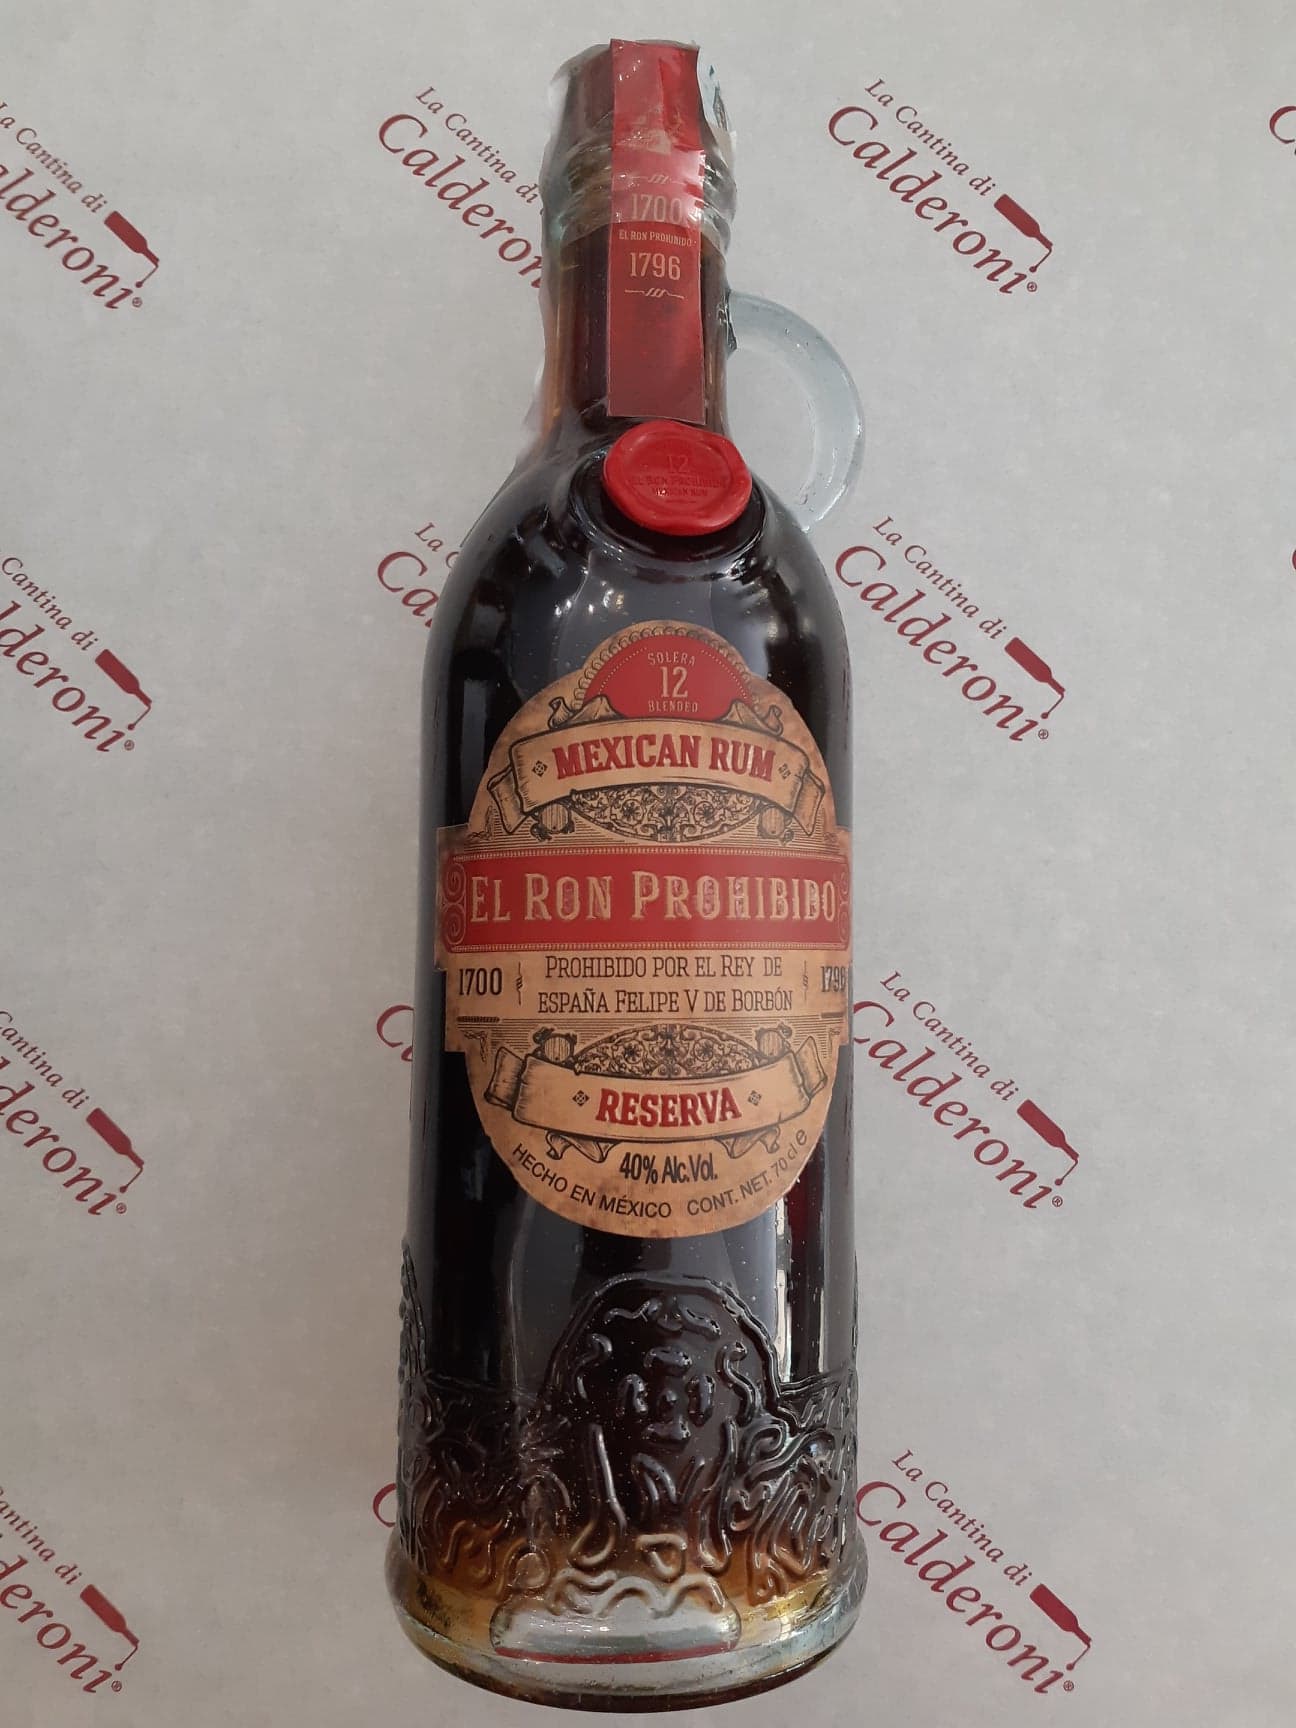 La Cantina di
Calderoni®
La Cantina di
Calderoni
La Cantina di
Calderoni®
1700
EL RON PROHIBIDO
1796
12
EL RON PROHIBIDO
MEXICAN RUM
SOLERA
12
BLENDED
MEXICAN RUM
EL RON PROHIBIDO
1700
PROHIBIDO POR EL REY DE
ESPAÑA FELIPE V DE BORBÓN
1796
RESERVA
40% Alc.Vol.
HECHO EN MÉXICO CONT. NET. 70 cl e
La Cantina di
Calderoni®
La Cantina di
Calderoni®
La Cantina di
Calderoni®